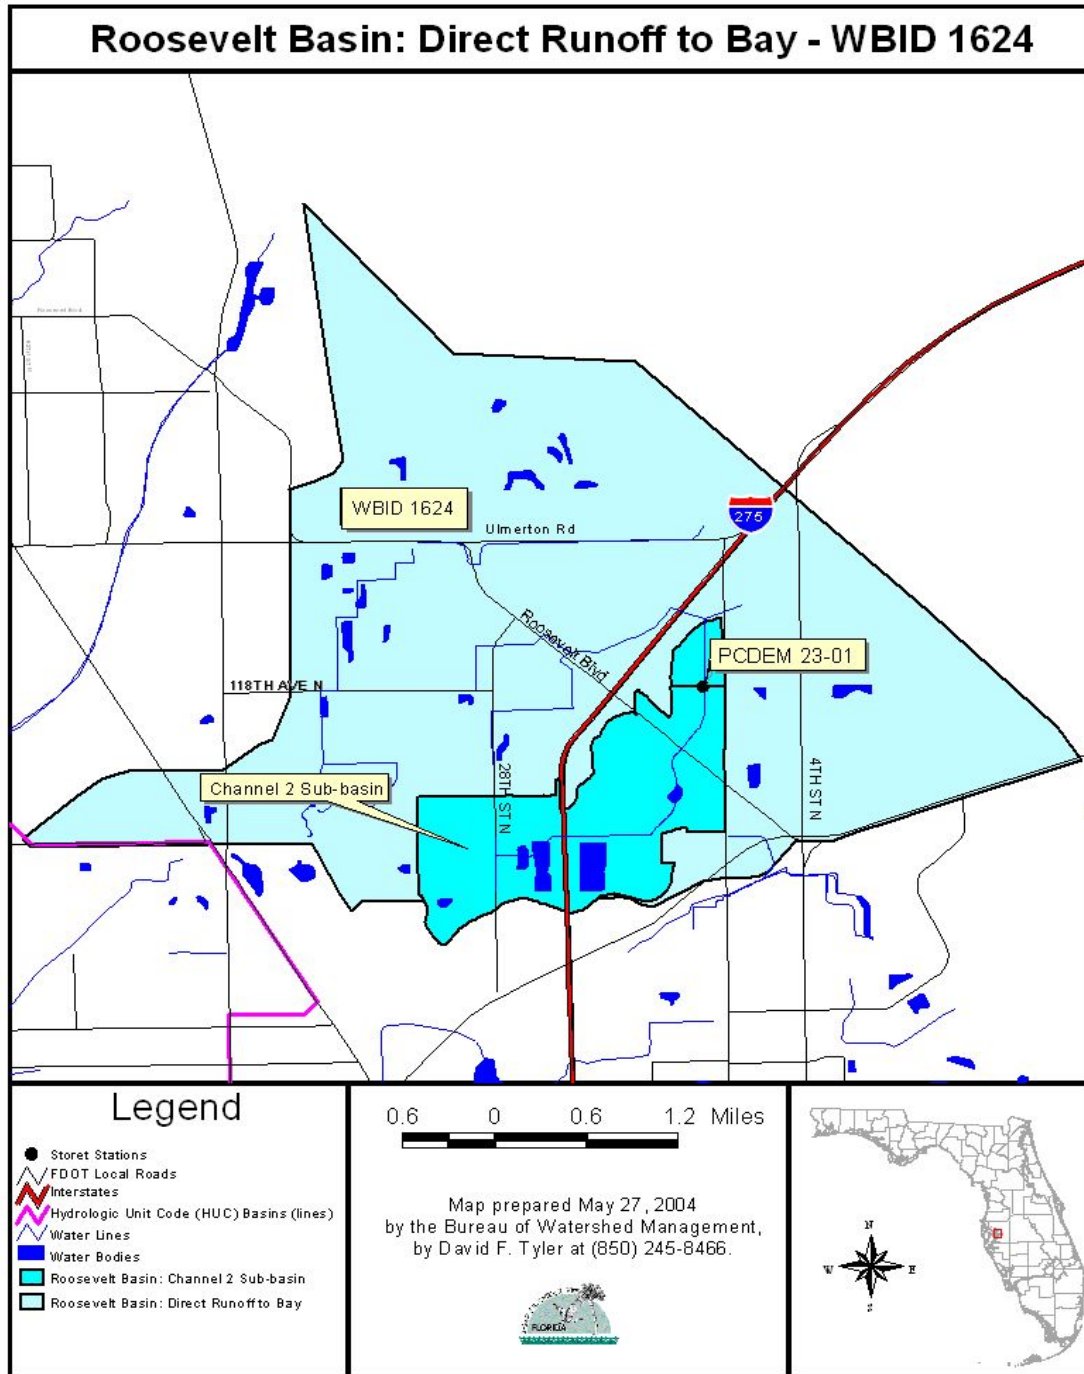 Roosevelt Basin: Direct Runoff to Bay - WBID 1624
Roosevelt Blvd
WBID 1624
275
Ulmerton Rd
Roosevelt Blvd
PCDEM 23-01
118TH AVE N
28TH ST N
4TH ST N
Channel 2 Sub-basin
Legend
Storet Stations
FDOT Local Roads
Interstates
Hydrologic Unit Code (HUC) Basins (lines)
Water Lines
Water Bodies
Roosevelt Basin: Channel 2 Sub-basin
Roosevelt Basin: Direct Runoff to Bay
0.6 0 0.6 1.2 Miles
Map prepared May 27, 2004
by the Bureau of Watershed Management,
by David F. Tyler at (850) 245-8466.
FLORIDA
N
W E
S